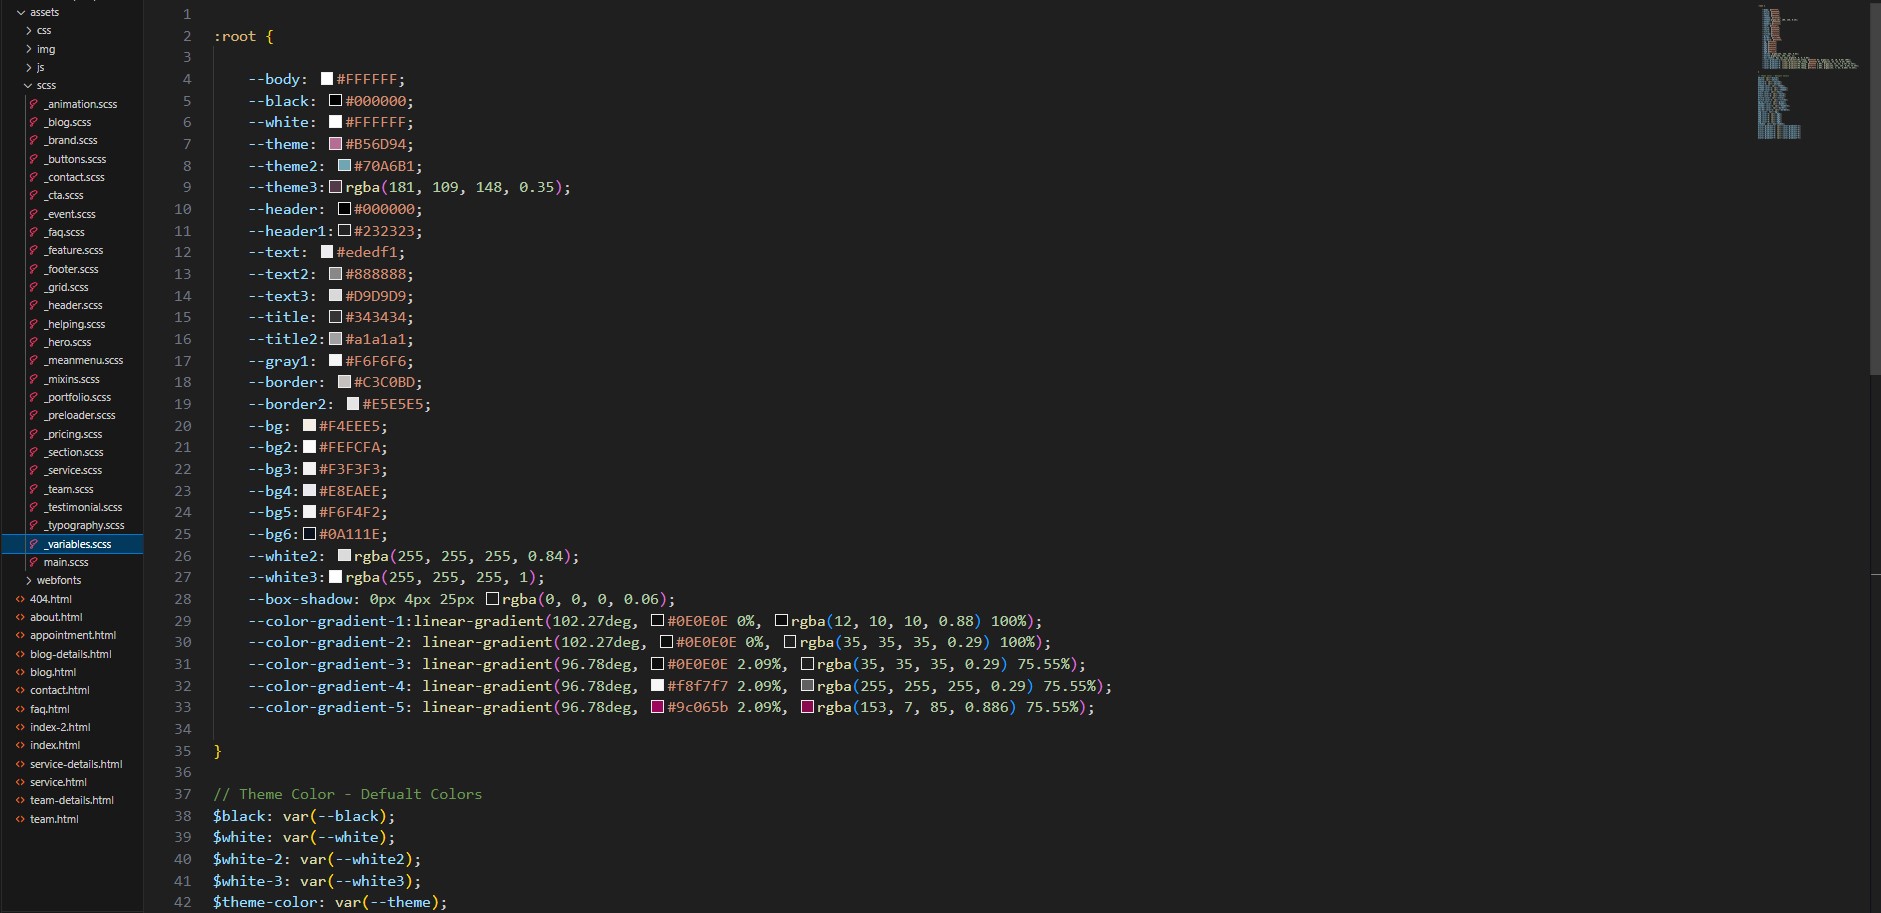 assets
css
img
js
scss
_animation.scss
_blog.scss
_brand.scss
_buttons.scss
_contact.scss
_cta.scss
_event.scss
_faq.scss
_feature.scss
_footer.scss
_grid.scss
_header.scss
_helping.scss
_hero.scss
_meanmenu.scss
_mixins.scss
_portfolio.scss
_preloader.scss
_pricing.scss
_section.scss
_service.scss
_team.scss
_testimonial.scss
_typography.scss
_variables.scss
main.scss
webfonts
404.html
about.html
appointment.html
blog-details.html
blog.html
contact.html
faq.html
index-2.html
index.html
service-details.html
service.html
team-details.html
team.html
1
2 :root {
3
4 --body: #FFFFFF;
5 --black: #000000;
6 --white: #FFFFFF;
7 --theme: #B56D94;
8 --theme2: #70A6B1;
9 --theme3: rgba(181, 109, 148, 0.35);
10 --header: #000000;
11 --header1: #232323;
12 --text: #ededf1;
13 --text2: #888888;
14 --text3: #D9D9D9;
15 --title: #343434;
16 --title2: #a1a1a1;
17 --gray1: #F6F6F6;
18 --border: #C3C0BD;
19 --border2: #E5E5E5;
20 --bg: #F4EEE5;
21 --bg2: #FEFCFA;
22 --bg3: #F3F3F3;
23 --bg4: #E8EAEE;
24 --bg5: #F6F4F2;
25 --bg6: #0A111E;
26 --white2: rgba(255, 255, 255, 0.84);
27 --white3: rgba(255, 255, 255, 1);
28 --box-shadow: 0px 4px 25px rgba(0, 0, 0, 0.06);
29 --color-gradient-1:linear-gradient(102.27deg, #0E0E0E 0%, rgba(12, 10, 10, 0.88) 100%);
30 --color-gradient-2: linear-gradient(102.27deg, #0E0E0E 0%, rgba(35, 35, 35, 0.29) 100%);
31 --color-gradient-3: linear-gradient(96.78deg, #0E0E0E 2.09%, rgba(35, 35, 35, 0.29) 75.55%);
32 --color-gradient-4: linear-gradient(96.78deg, #f8f7f7 2.09%, rgba(255, 255, 255, 0.29) 75.55%);
33 --color-gradient-5: linear-gradient(96.78deg, #9c065b 2.09%, rgba(153, 7, 85, 0.886) 75.55%);
34
35 }
36
37 // Theme Color - Defualt Colors
38 $black: var(--black);
39 $white: var(--white);
40 $white-2: var(--white2);
41 $white-3: var(--white3);
42 $theme-color: var(--theme);